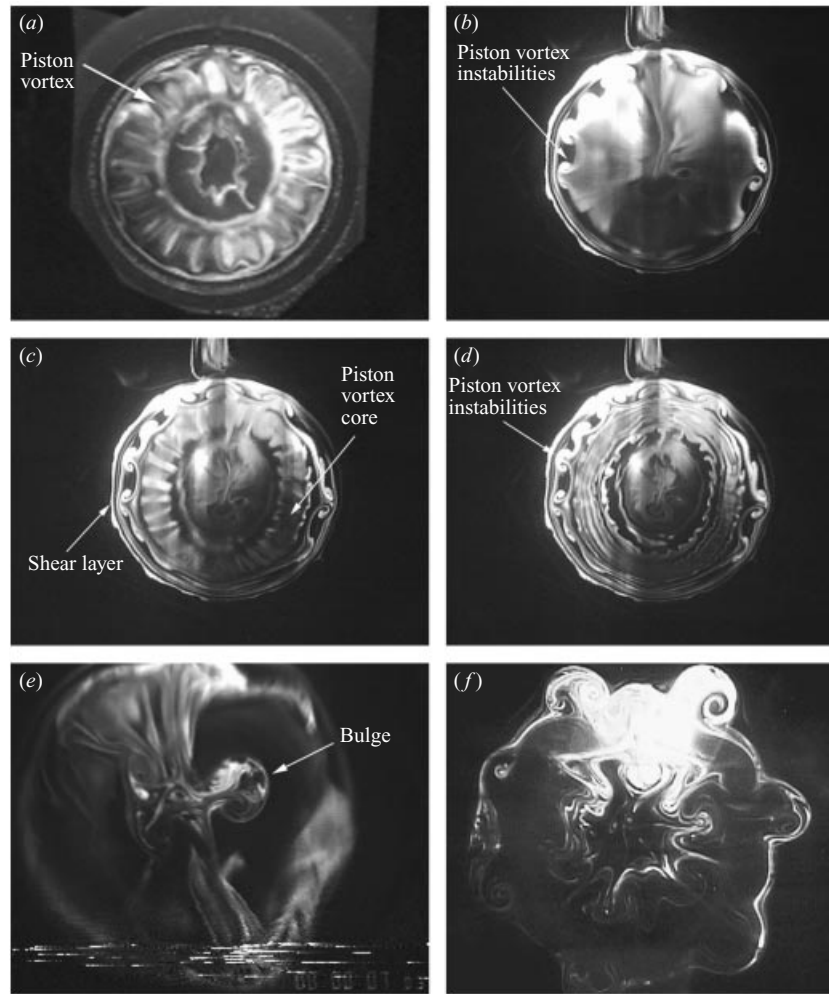 (a)
Piston
vortex
(b)
Piston vortex
instabilities
(c)
Piston
vortex
core
Shear layer
(d)
Piston vortex
instabilities
(e)
Bulge
(f)